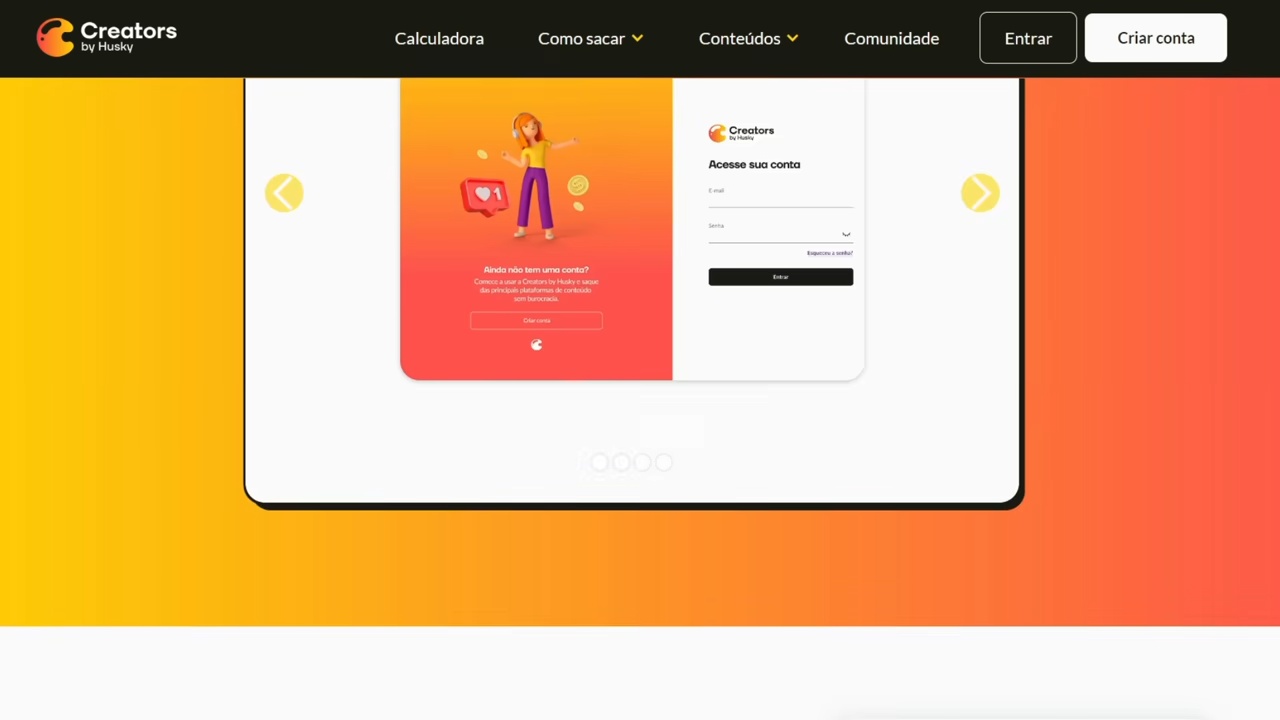 Creators
by Husky
Calculadora
Como sacar
Conteúdos
Comunidade
Entrar
Criar conta
Ainda não tem uma conta?
Comece a usar a Creators by Husky e saque
das principais plataformas de conteúdo
sem burocracia.
Criar conta
1
Creators
by Husky
Acesse sua conta
E-mail
Senha
Esqueceu a senha?
Entrar